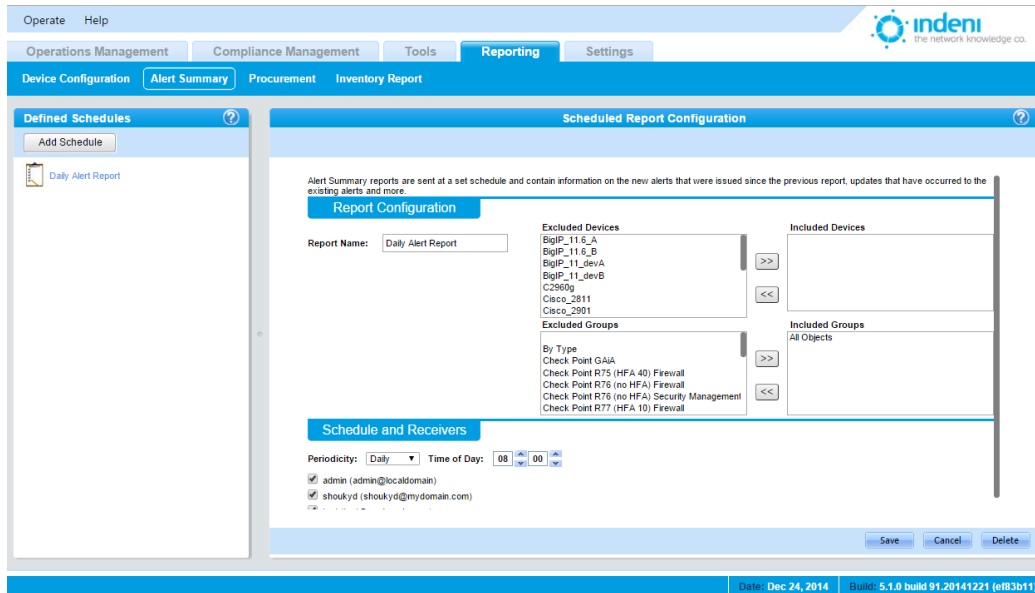 Operate Help
indeni
the network knowledge co.
Operations Management Compliance Management Tools Reporting Settings
Device Configuration Alert Summary Procurement Inventory Report
Defined Schedules ?
Add Schedule
Daily Alert Report
Scheduled Report Configuration ?
Alert Summary reports are sent at a set schedule and contain information on the new alerts that were issued since the previous report, updates that have occurred to the
existing alerts and more.
Report Configuration
Report Name: Daily Alert Report
Excluded Devices
BigIP_11.6_A
BigIP_11.6_B
BigIP_11_devA
BigIP_11_devB
C2960g
Cisco_2811
Cisco_2901
>>
<<
Included Devices
Excluded Groups
By Type
Check Point GAiA
Check Point R75 (HFA 40) Firewall
Check Point R76 (no HFA) Firewall
Check Point R76 (no HFA) Security Management
Check Point R77 (HFA 10) Firewall
>>
<<
Included Groups
All Objects
Schedule and Receivers
Periodicity: Daily Time of Day: 08 00
admin (admin@localdomain)
shoukyd (shoukyd@mydomain.com)
Save Cancel Delete
Date: Dec 24, 2014 Build: 5.1.0 build 91.20141221 (ef83b11